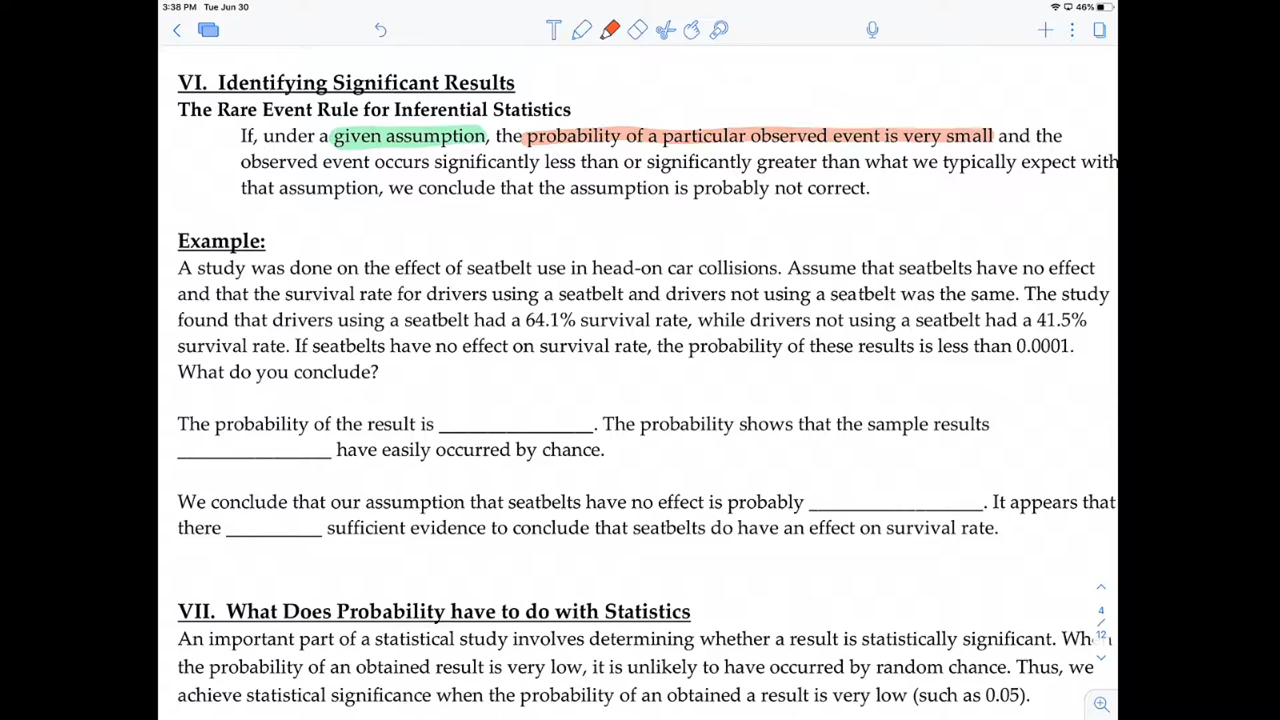 3:38 PM Tue Jun 30
46%
T
VI. Identifying Significant Results
The Rare Event Rule for Inferential Statistics
If, under a given assumption, the probability of a particular observed event is very small and the
observed event occurs significantly less than or significantly greater than what we typically expect with
that assumption, we conclude that the assumption is probably not correct.
Example:
A study was done on the effect of seatbelt use in head-on car collisions. Assume that seatbelts have no effect
and that the survival rate for drivers using a seatbelt and drivers not using a seatbelt was the same. The study
found that drivers using a seatbelt had a 64.1% survival rate, while drivers not using a seatbelt had a 41.5%
survival rate. If seatbelts have no effect on survival rate, the probability of these results is less than 0.0001.
What do you conclude?
The probability of the result is ________________. The probability shows that the sample results
________________ have easily occurred by chance.
We conclude that our assumption that seatbelts have no effect is probably __________________. It appears that
there __________ sufficient evidence to conclude that seatbelts do have an effect on survival rate.
VII. What Does Probability have to do with Statistics
An important part of a statistical study involves determining whether a result is statistically significant. When
the probability of an obtained result is very low, it is unlikely to have occurred by random chance. Thus, we
achieve statistical significance when the probability of an obtained a result is very low (such as 0.05).
4
/
12